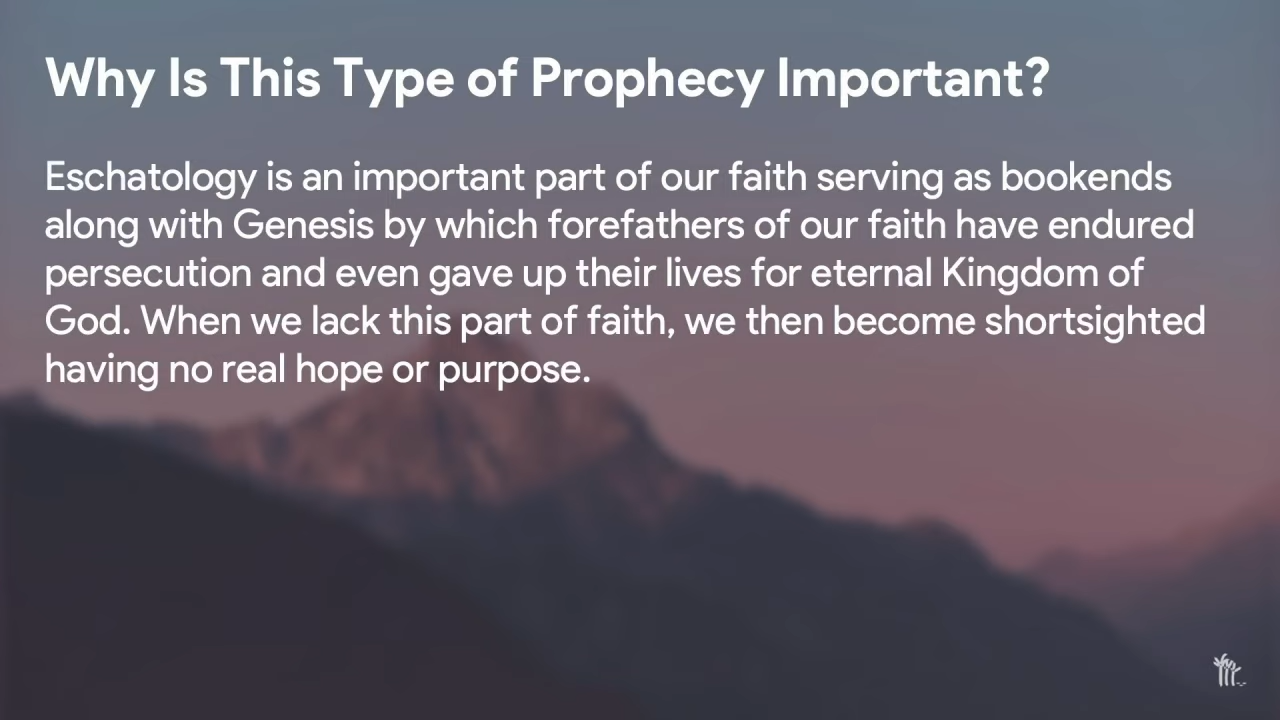 Why Is This Type of Prophecy Important?
Eschatology is an important part of our faith serving as bookends
along with Genesis by which forefathers of our faith have endured
persecution and even gave up their lives for eternal Kingdom of
God. When we lack this part of faith, we then become shortsighted
having no real hope or purpose.